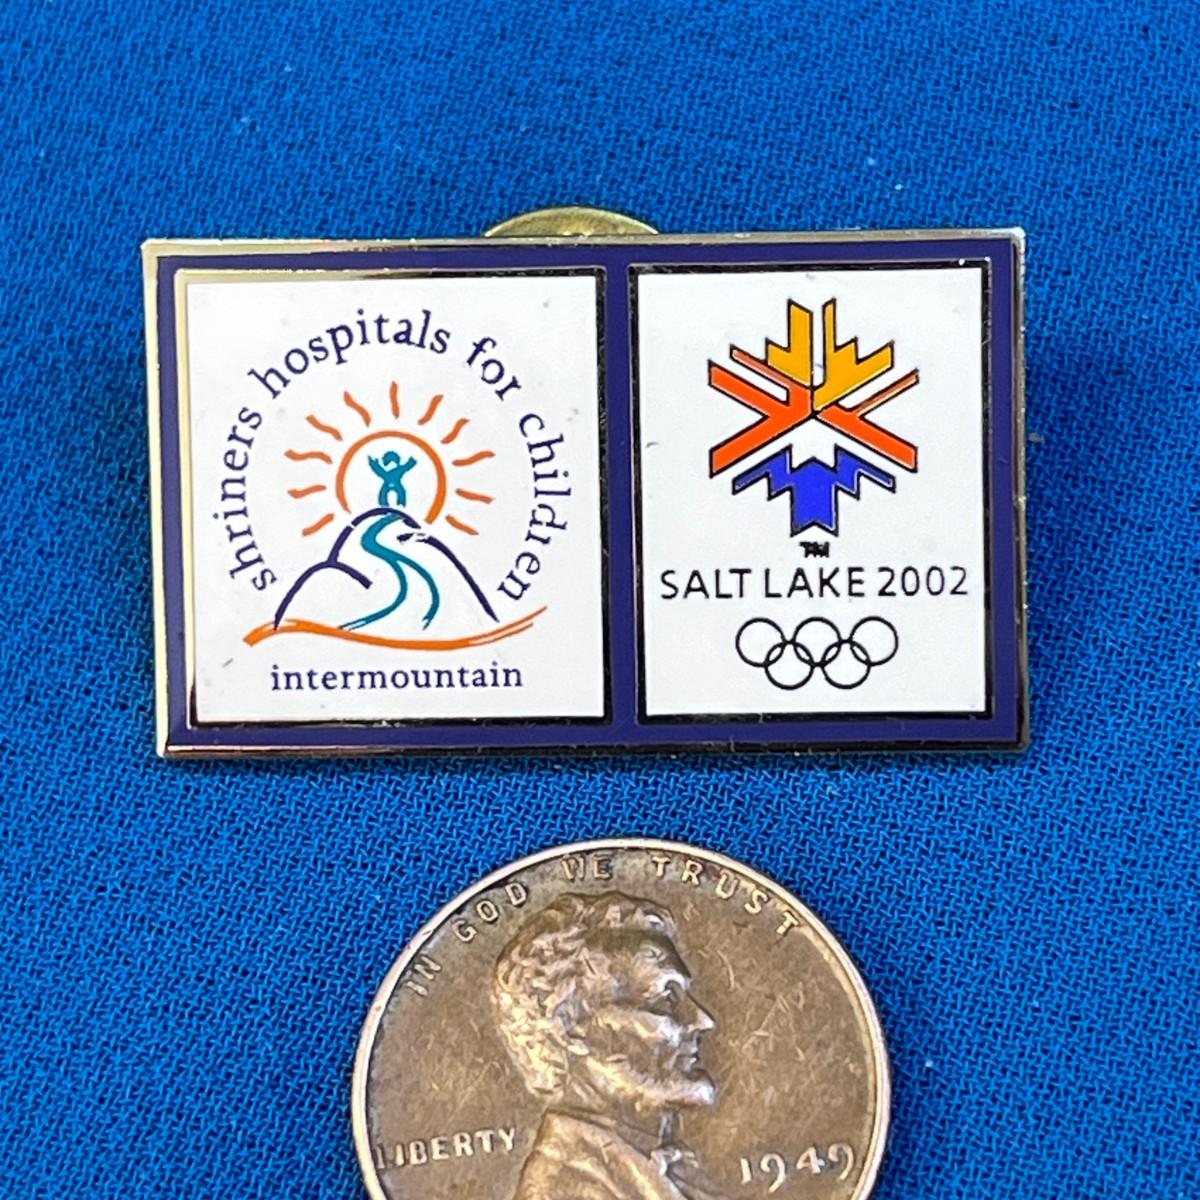 shriners hospitals for children
intermountain
TM
SALT LAKE 2002
IN GOD WE TRUST
LIBERTY
1949